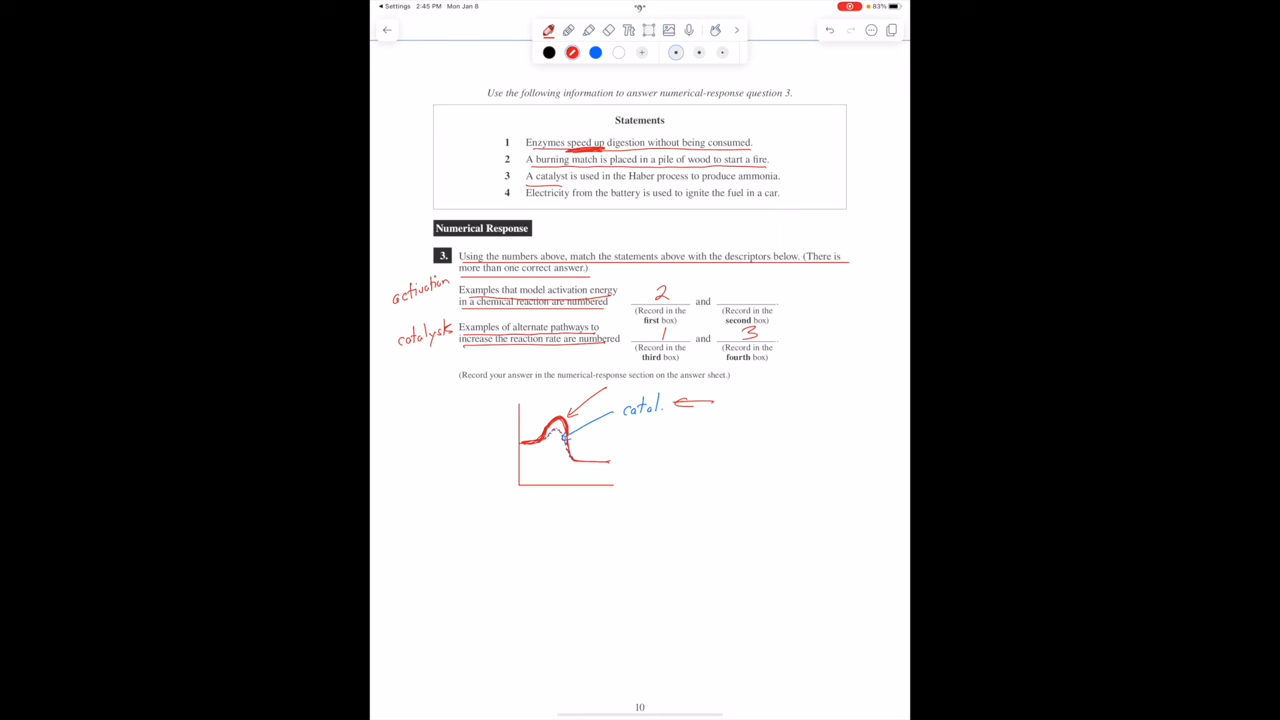 Settings 2:45 PM Mon Jan 8
"9"
83%
Use the following information to answer numerical-response question 3.
Statements
1 Enzymes speed up digestion without being consumed.
2 A burning match is placed in a pile of wood to start a fire.
3 A catalyst is used in the Haber process to produce ammonia.
4 Electricity from the battery is used to ignite the fuel in a car.
Numerical Response
3. Using the numbers above, match the statements above with the descriptors below. (There is
more than one correct answer.)
activation
Examples that model activation energy 2
in a chemical reaction are numbered ________ and ________.
(Record in the (Record in the
first box) second box)
catalysts
Examples of alternate pathways to 1 3
increase the reaction rate are numbered ________ and ________.
(Record in the (Record in the
third box) fourth box)
(Record your answer in the numerical-response section on the answer sheet.)
catal.
10